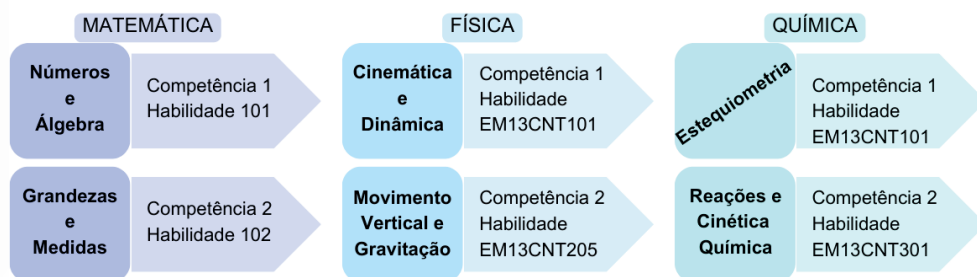 MATEMÁTICA
Números
e
Álgebra
Competência 1
Habilidade 101
Grandezas
e
Medidas
Competência 2
Habilidade 102
FÍSICA
Cinemática
e
Dinâmica
Competência 1
Habilidade
EM13CNT101
Movimento
Vertical e
Gravitação
Competência 2
Habilidade
EM13CNT205
QUÍMICA
Estequiometria
Competência 1
Habilidade
EM13CNT101
Reações e
Cinética
Química
Competência 2
Habilidade
EM13CNT301